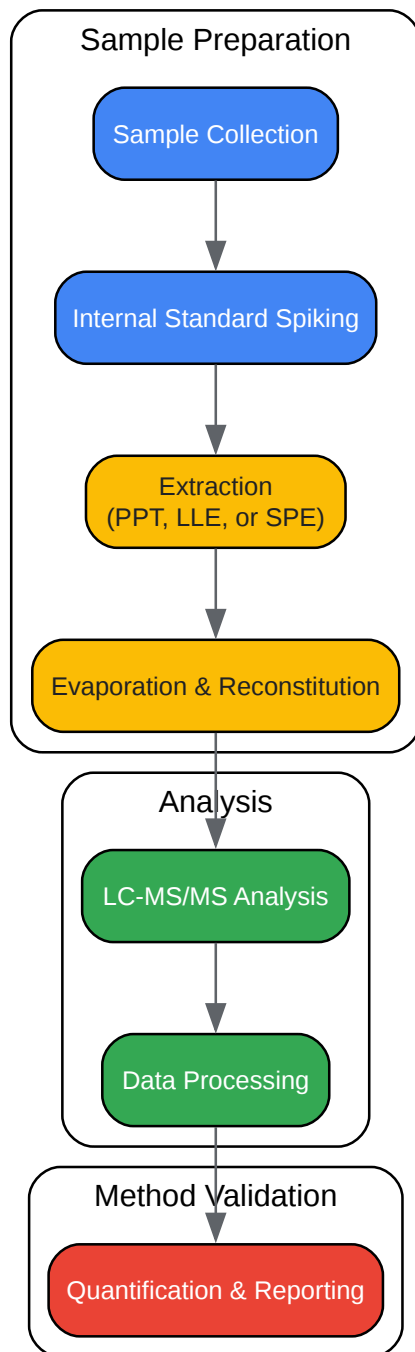 Sample Preparation
Sample Collection
Internal Standard Spiking
Extraction
(PPT, LLE, or SPE)
Evaporation & Reconstitution
Analysis
LC-MS/MS Analysis
Data Processing
Method Validation
Quantification & Reporting